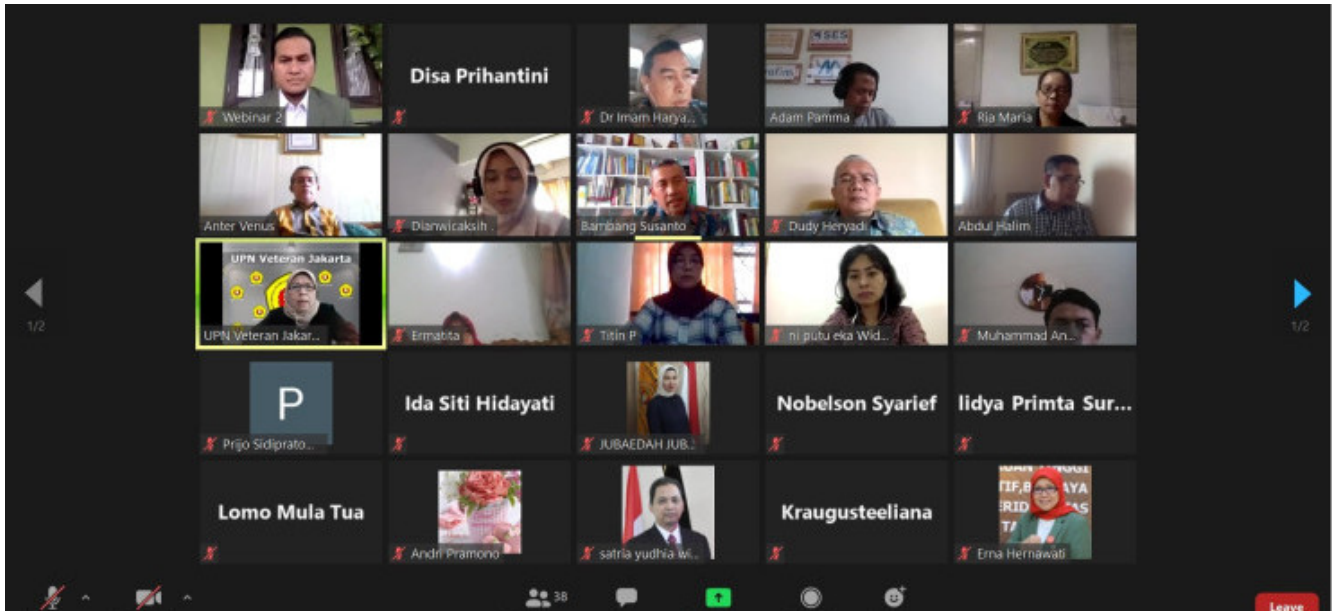 Webinar 2
Disa Prihantini
Dr Imam Harya...
Adam Pamma
Ria Maria
SES
Anter Venus
Dianwicaksih .
Bambang Susanto
Dudy Heryadi
Abdul Halim
UPN Veteran Jakarta
UPN Veteran Jakar...
Ermatita
Titin P
ni putu eka Wid...
Muhammad An...
1/2
1/2
P
Prijo Sidiprato...
Ida Siti Hidayati
JUBAEDAH JUB...
Nobelson Syarief
lidya Primta Sur...
Lomo Mula Tua
Andri Pramono
satria yudhia wi...
Kraugusteeliana
Erna Hernawati
38
Leave